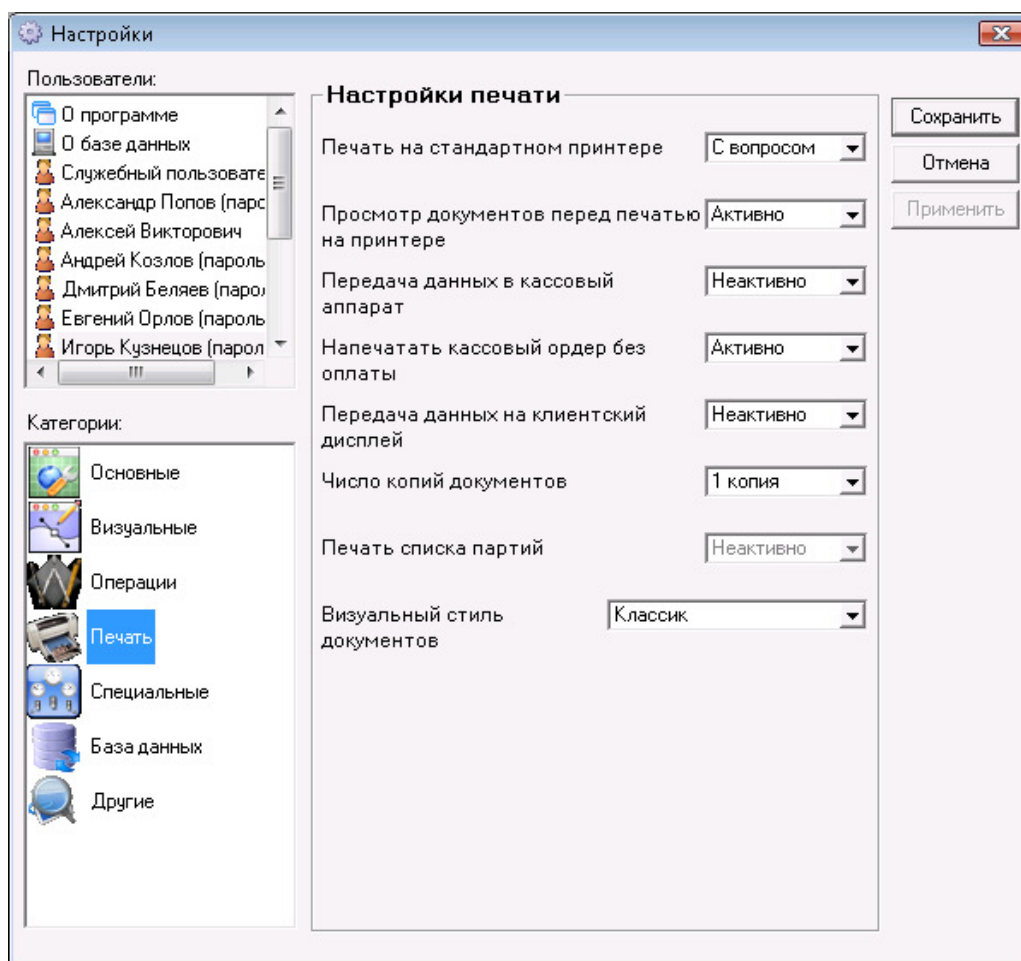 Настройки
Пользователи:
О программе
О базе данных
Служебный пользовате
Александр Попов (парс
Алексей Викторович
Андрей Козлов (пароль
Дмитрий Беляев (парол
Евгений Орлов (пароль
Игорь Кузнецов (парол
Категории:
Основные
Визуальные
Операции
Печать
Специальные
База данных
Другие
Настройки печати
Печать на стандартном принтере
С вопросом
Просмотр документов перед печатью
на принтере
Активно
Передача данных в кассовый
аппарат
Неактивно
Напечатать кассовый ордер без
оплаты
Активно
Передача данных на клиентский
дисплей
Неактивно
Число копий документов
1 копия
Печать списка партий
Неактивно
Визуальный стиль
документов
Классик
Сохранить
Отмена
Применить